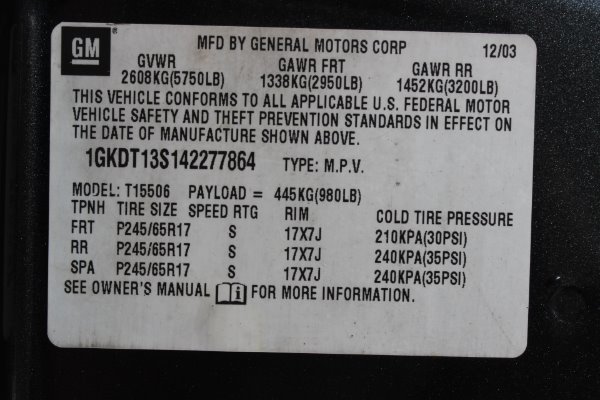 GM
MFD BY GENERAL MOTORS CORP 12/03
GVWR GAWR FRT GAWR RR
2608KG(5750LB) 1338KG(2950LB) 1452KG(3200LB)
THIS VEHICLE CONFORMS TO ALL APPLICABLE U.S. FEDERAL MOTOR
VEHICLE SAFETY AND THEFT PREVENTION STANDARDS IN EFFECT ON
THE DATE OF MANUFACTURE SHOWN ABOVE.
1GKDT13S142277864 TYPE: M.P.V.
MODEL: T15506 PAYLOAD = 445KG(980LB)
TPNH TIRE SIZE SPEED RTG RIM COLD TIRE PRESSURE
FRT P245/65R17 S 17X7J 210KPA(30PSI)
RR P245/65R17 S 17X7J 240KPA(35PSI)
SPA P245/65R17 S 17X7J 240KPA(35PSI)
SEE OWNER'S MANUAL i FOR MORE INFORMATION.